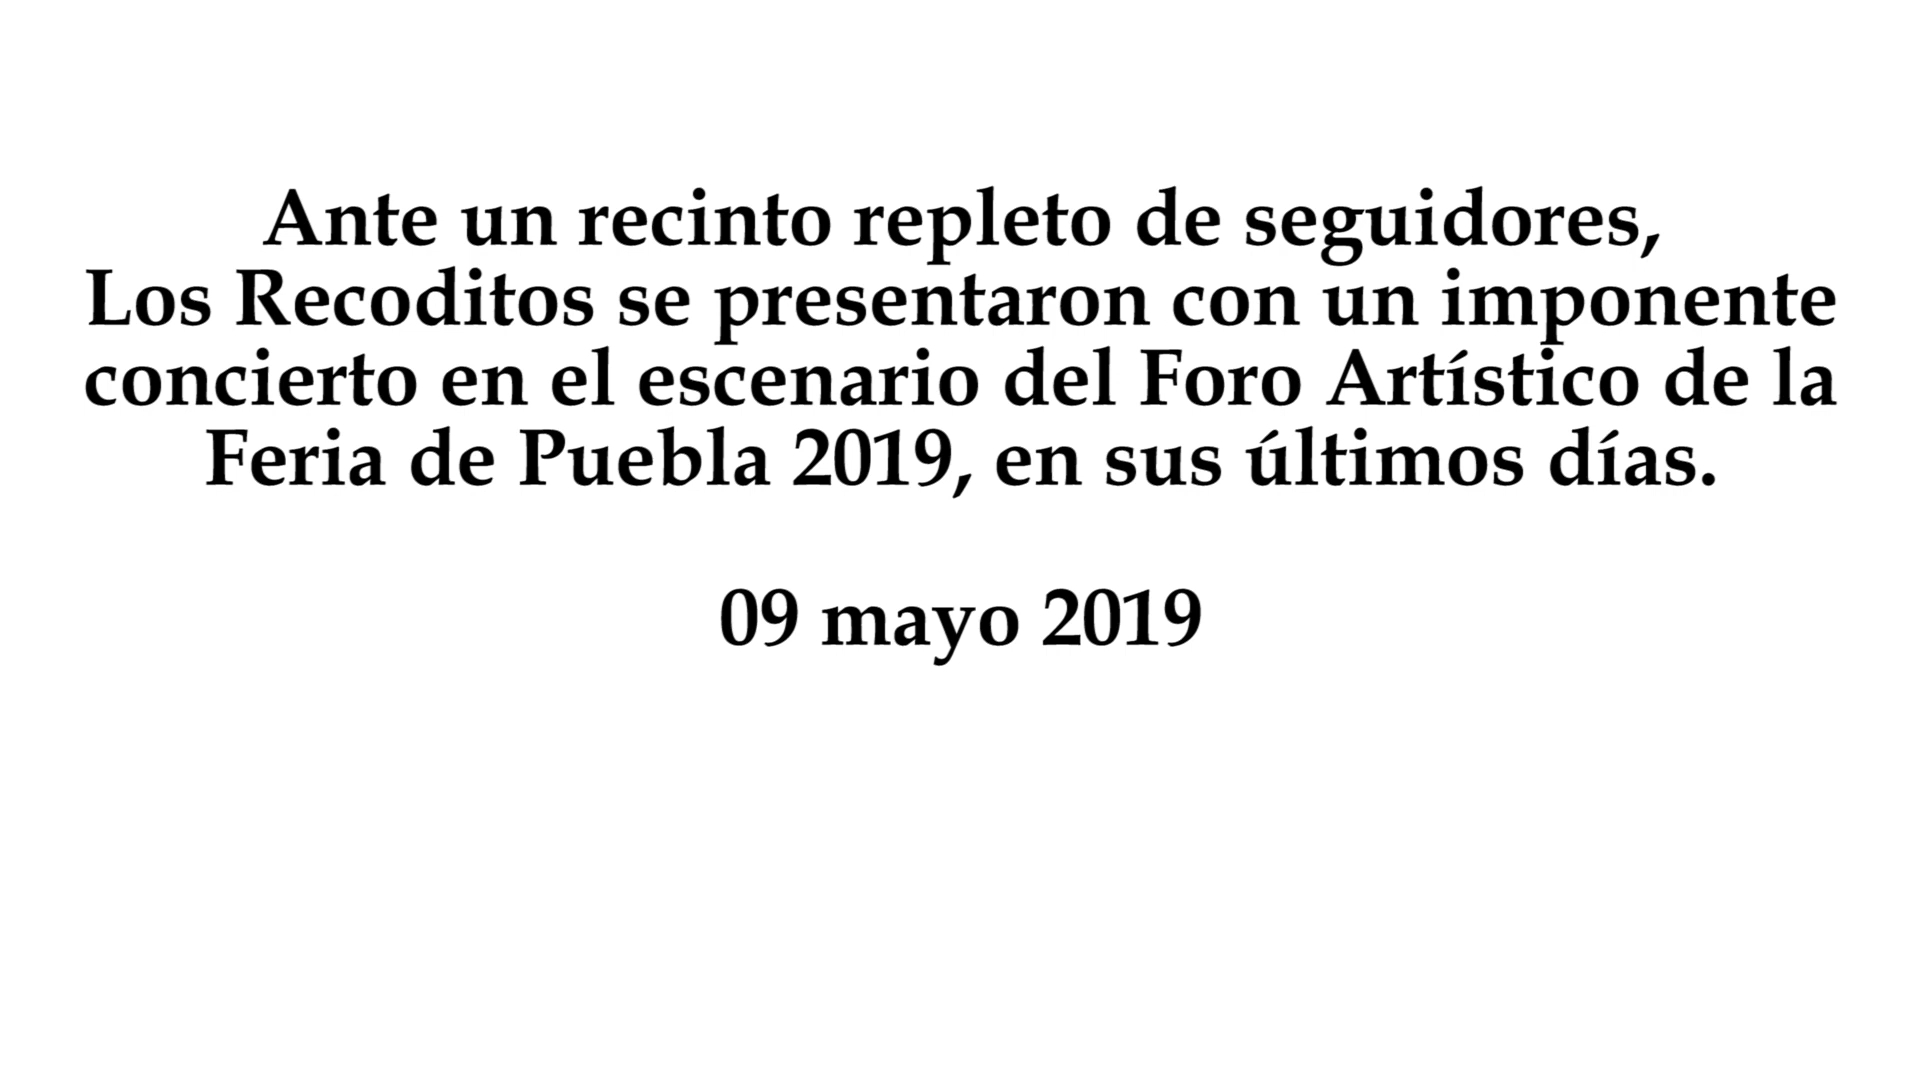 Ante un recinto repleto de seguidores,
Los Recoditos se presentaron con un imponente
concierto en el escenario del Foro Artístico de la
Feria de Puebla 2019, en sus últimos días.
09 mayo 2019